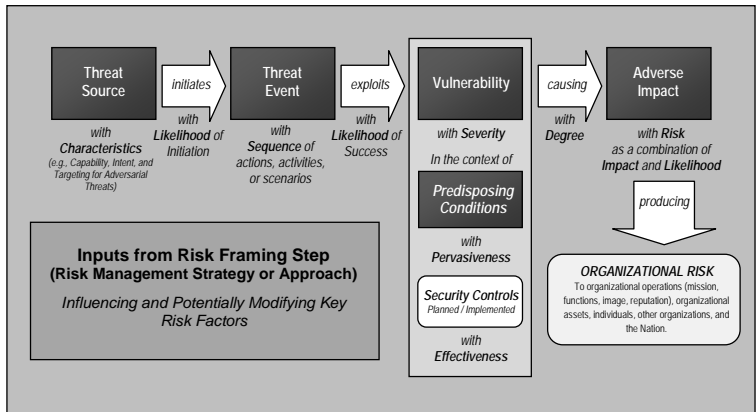 Threat
Source
with
Characteristics
(e.g., Capability, Intent, and
Targeting for Adversarial
Threats)
initiates
with
Likelihood of
Initiation
Threat
Event
with
Sequence of
actions, activities,
or scenarios
exploits
with
Likelihood of
Success
Vulnerability
with Severity
In the context of
Predisposing
Conditions
with
Pervasiveness
Security Controls
Planned / Implemented
with
Effectiveness
causing
with
Degree
Adverse
Impact
with Risk
as a combination of
Impact and Likelihood
producing
ORGANIZATIONAL RISK
To organizational operations (mission,
functions, image, reputation), organizational
assets, individuals, other organizations, and
the Nation.
Inputs from Risk Framing Step
(Risk Management Strategy or Approach)
Influencing and Potentially Modifying Key
Risk Factors